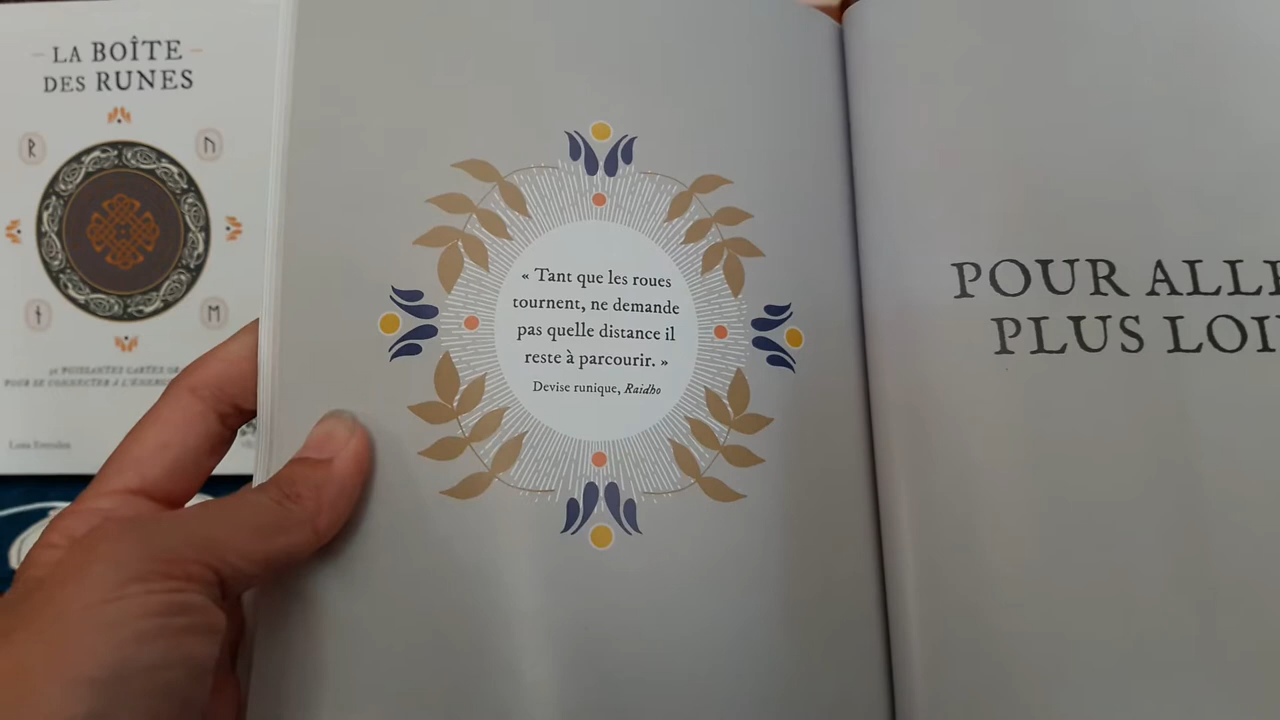 LA BOÎTE
DES RUNES
« Tant que les roues
tournent, ne demande
pas quelle distance il
reste à parcourir. »
Devise runique, Raidho
POUR ALLE
PLUS LOI